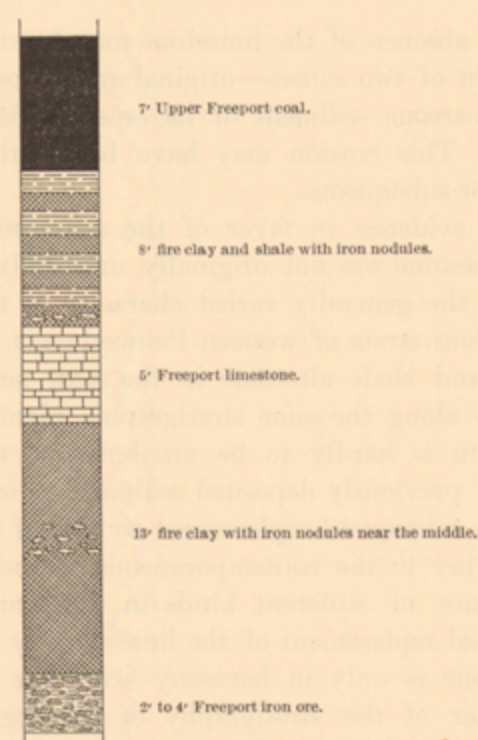 7′ Upper Freeport coal.
8′ fire clay and shale with iron nodules.
5′ Freeport limestone.
13′ fire clay with iron nodules near the middle.
2′ to 4′ Freeport iron ore.